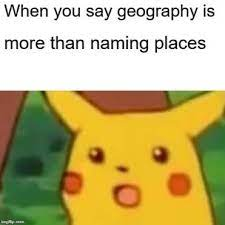 When you say geography is
more than naming places
imgflip.com